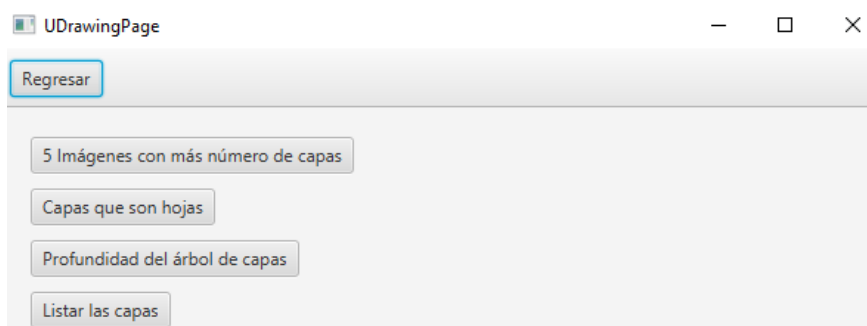 UDrawingPage
Regresar
5 Imágenes con más número de capas
Capas que son hojas
Profundidad del árbol de capas
Listar las capas